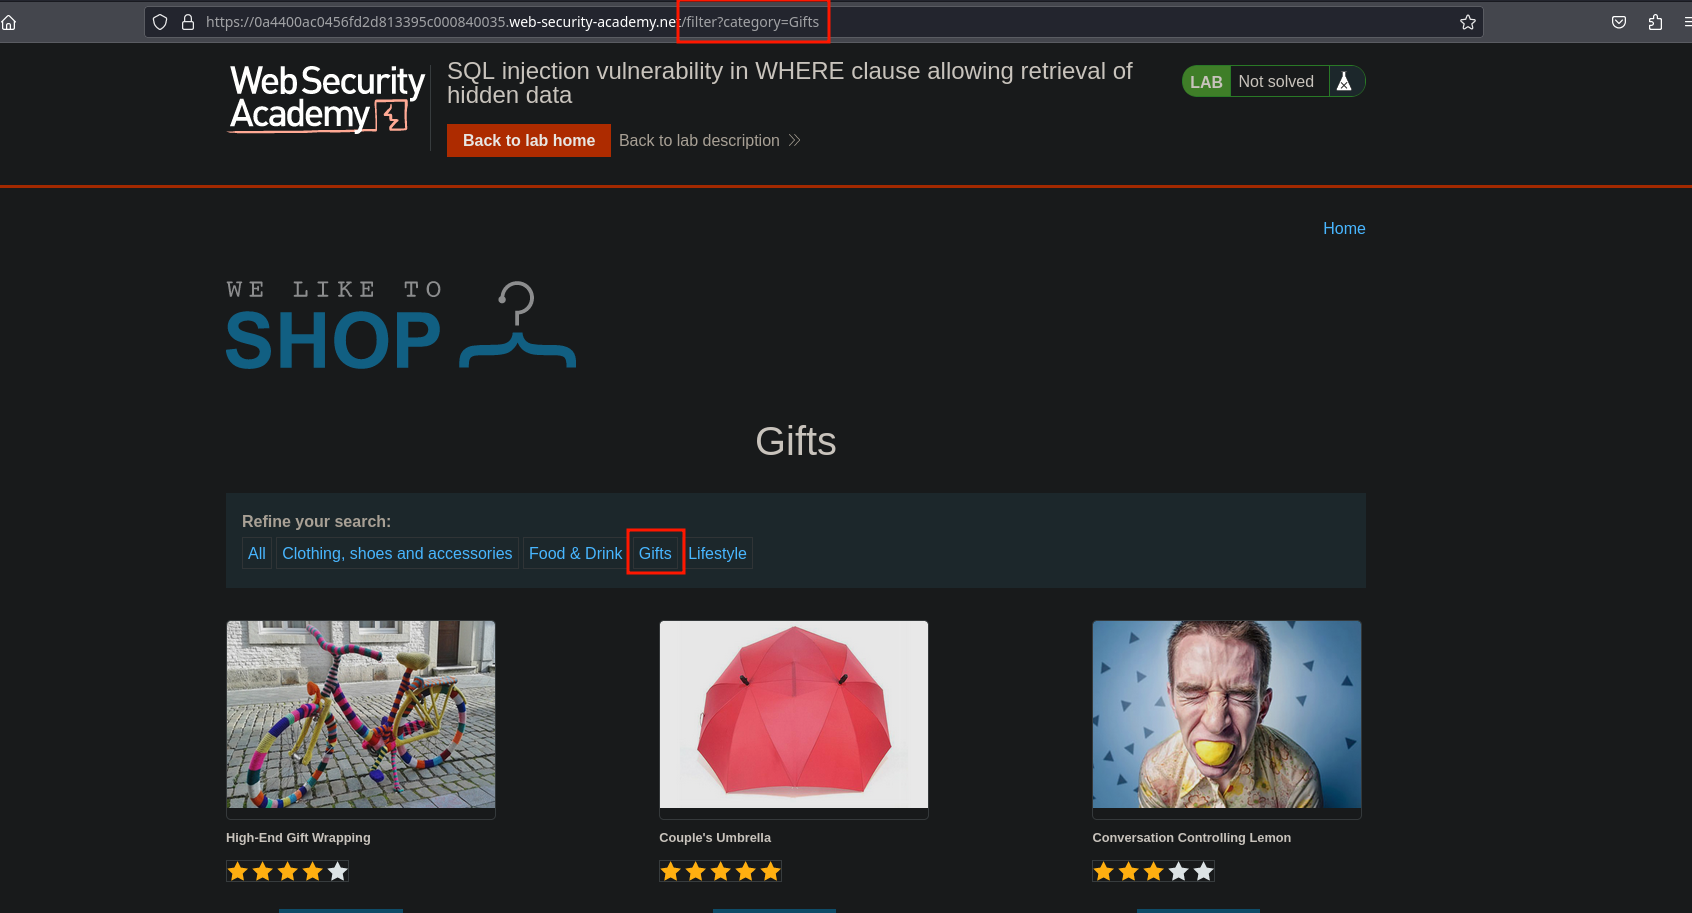 https://0a4400ac0456fd2d813395c000840035.web-security-academy.net/filter?category=Gifts
Web Security
Academy
SQL injection vulnerability in WHERE clause allowing retrieval of
hidden data
LAB Not solved
Back to lab home Back to lab description
Home
WE LIKE TO
SHOP
Gifts
Refine your search:
All Clothing, shoes and accessories Food & Drink Gifts Lifestyle
High-End Gift Wrapping Couple's Umbrella Conversation Controlling Lemon